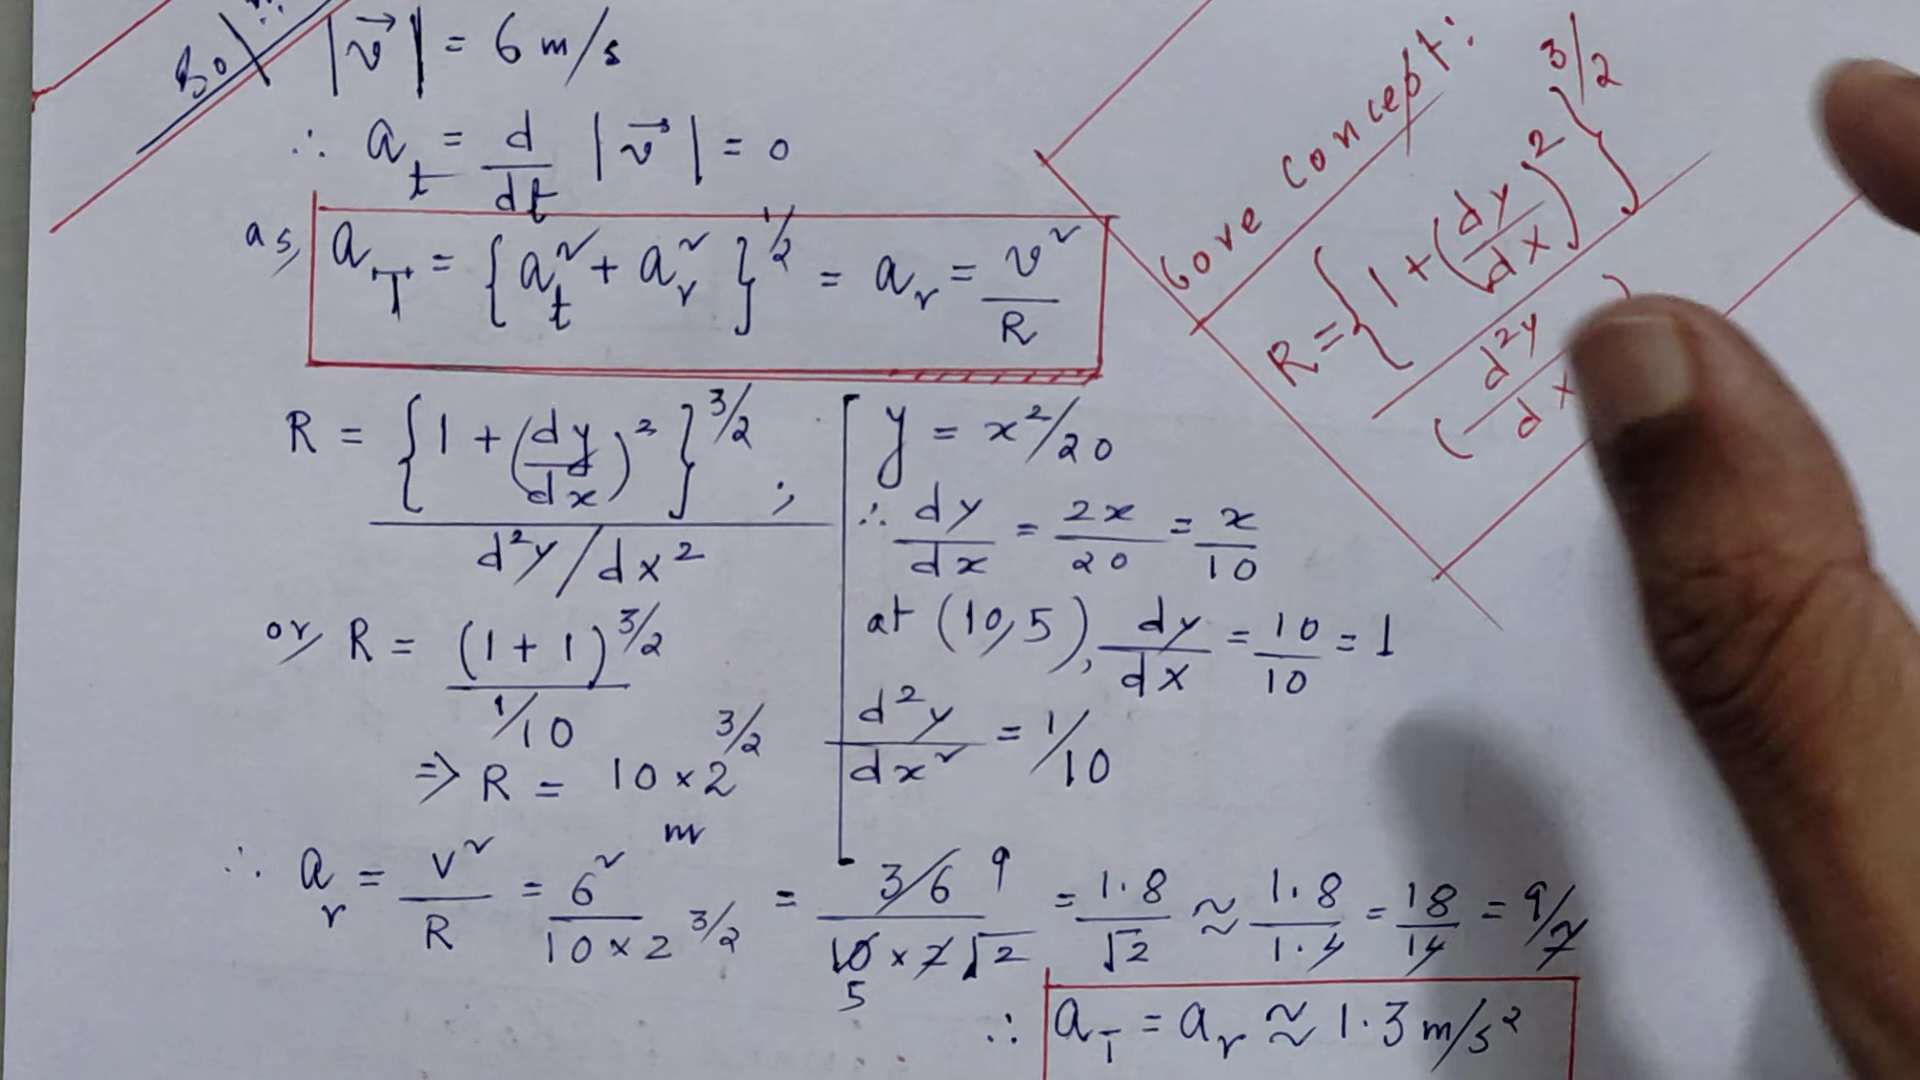 Sol
|v⃗| = 6 m/s
∴ a_t = d/dt |v⃗| = 0
as, a_T = {a_t² + a_r²}^1/2 = a_r = v²/R
R = {1 + (dy/dx)²}^3/2 / d²y/dx² ;
or, R = (1 + 1)^3/2 / 1/10
⇒ R = 10 × 2^3/2 m
y = x²/20
∴ dy/dx = 2x/20 = x/10
at (10, 5), dy/dx = 10/10 = 1
d²y/dx² = 1/10
∴ a_r = v²/R = 6²/10 × 2^3/2 = 36 9/10 5 × 2√2 = 1.8/√2 ≈ 1.8/1.4 = 18/14 = 9/7
∴ a_T = a_r ≈ 1.3 m/s²
Core concept:
R = {1 + (dy/dx)²}^3/2
(d²y/dx